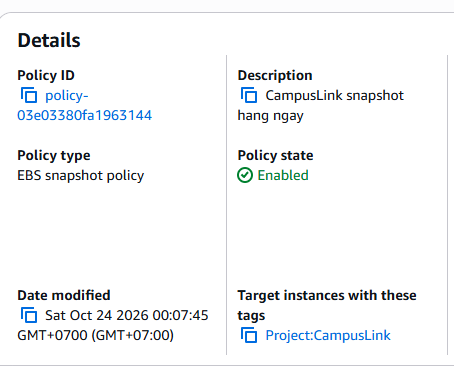 Details
Policy ID
policy-
03e03380fa1963144
Description
CampusLink snapshot
hang ngay
Policy type
EBS snapshot policy
Policy state
Enabled
Date modified
Sat Oct 24 2026 00:07:45
GMT+0700 (GMT+07:00)
Target instances with these
tags
Project:CampusLink